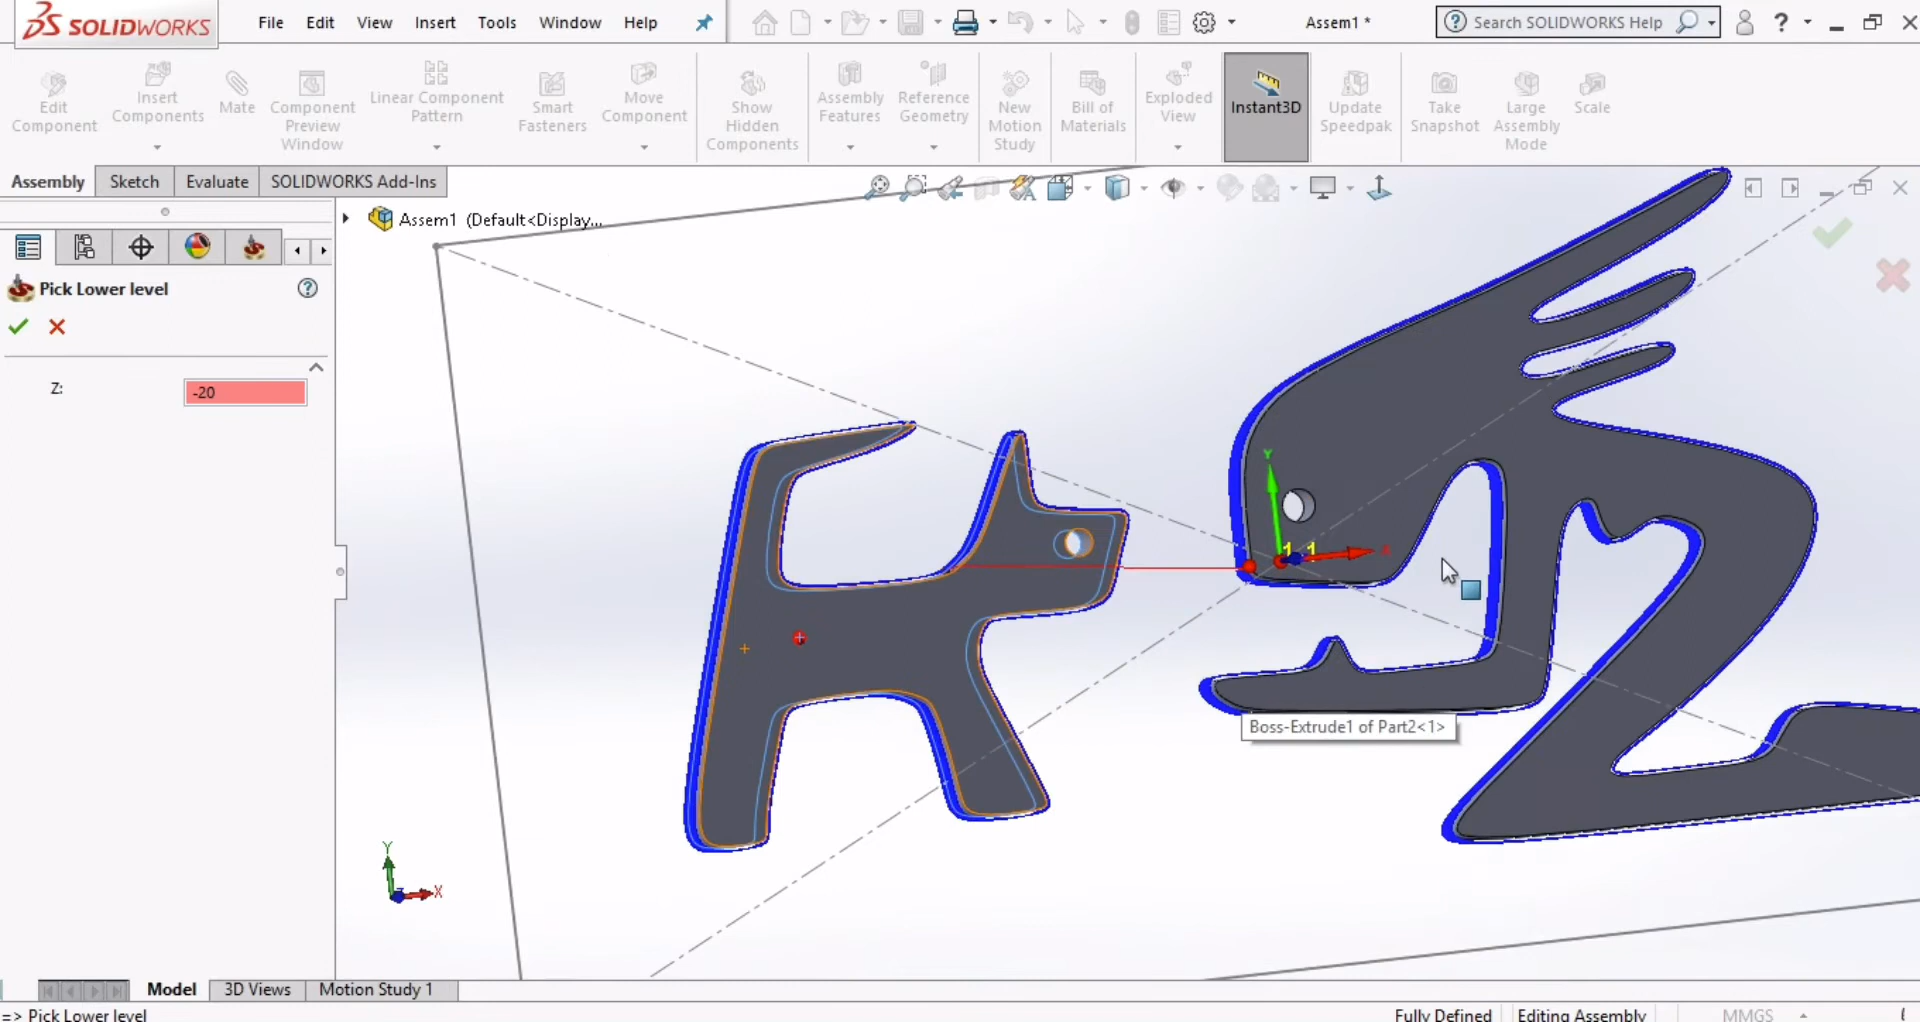 SOLIDWORKS File Edit View Insert Tools Window Help Assem1 * Search SOLIDWORKS Help ?
Edit Component
Insert Components
Mate
Component Preview Window
Linear Component Pattern
Smart Fasteners
Move Component
Show Hidden Components
Assembly Features
Reference Geometry
New Motion Study
Bill of Materials
Exploded View
Instant3D
Update Speedpak
Take Snapshot
Large Assembly Mode
Scale
Assembly Sketch Evaluate SOLIDWORKS Add-Ins
Assem1 (Default<Display...
Pick Lower level ?
Z: -20
Y
1 1 X
Boss-Extrude1 of Part2<1>
Y
X
Model 3D Views Motion Study 1
=> Pick Lower level Fully Defined Editing Assembly MMGS